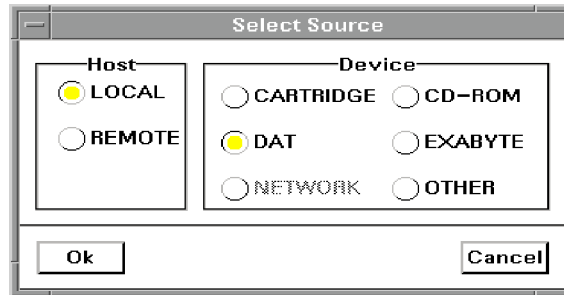 Select Source
Host
LOCAL
REMOTE
Device
CARTRIDGE
CD-ROM
DAT
EXABYTE
NETWORK
OTHER
Ok
Cancel